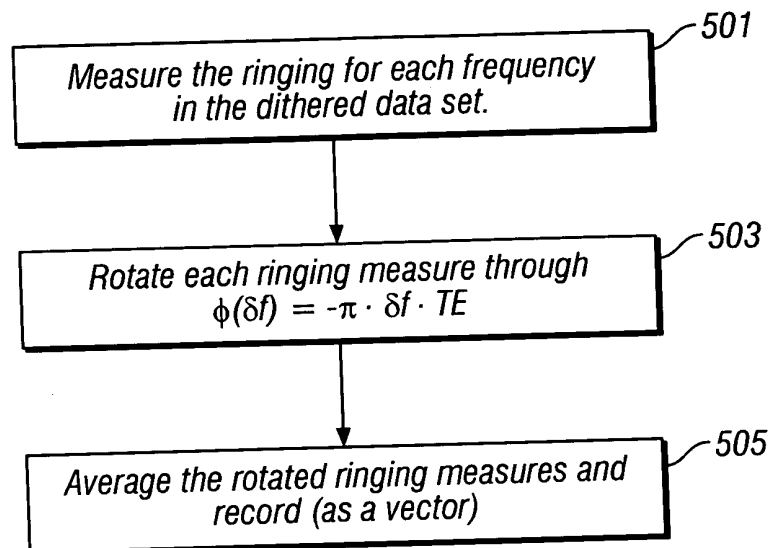 501
Measure the ringing for each frequency
in the dithered data set.
503
Rotate each ringing measure through
ϕ(δf) = -π · δf · TE
505
Average the rotated ringing measures and
record (as a vector)